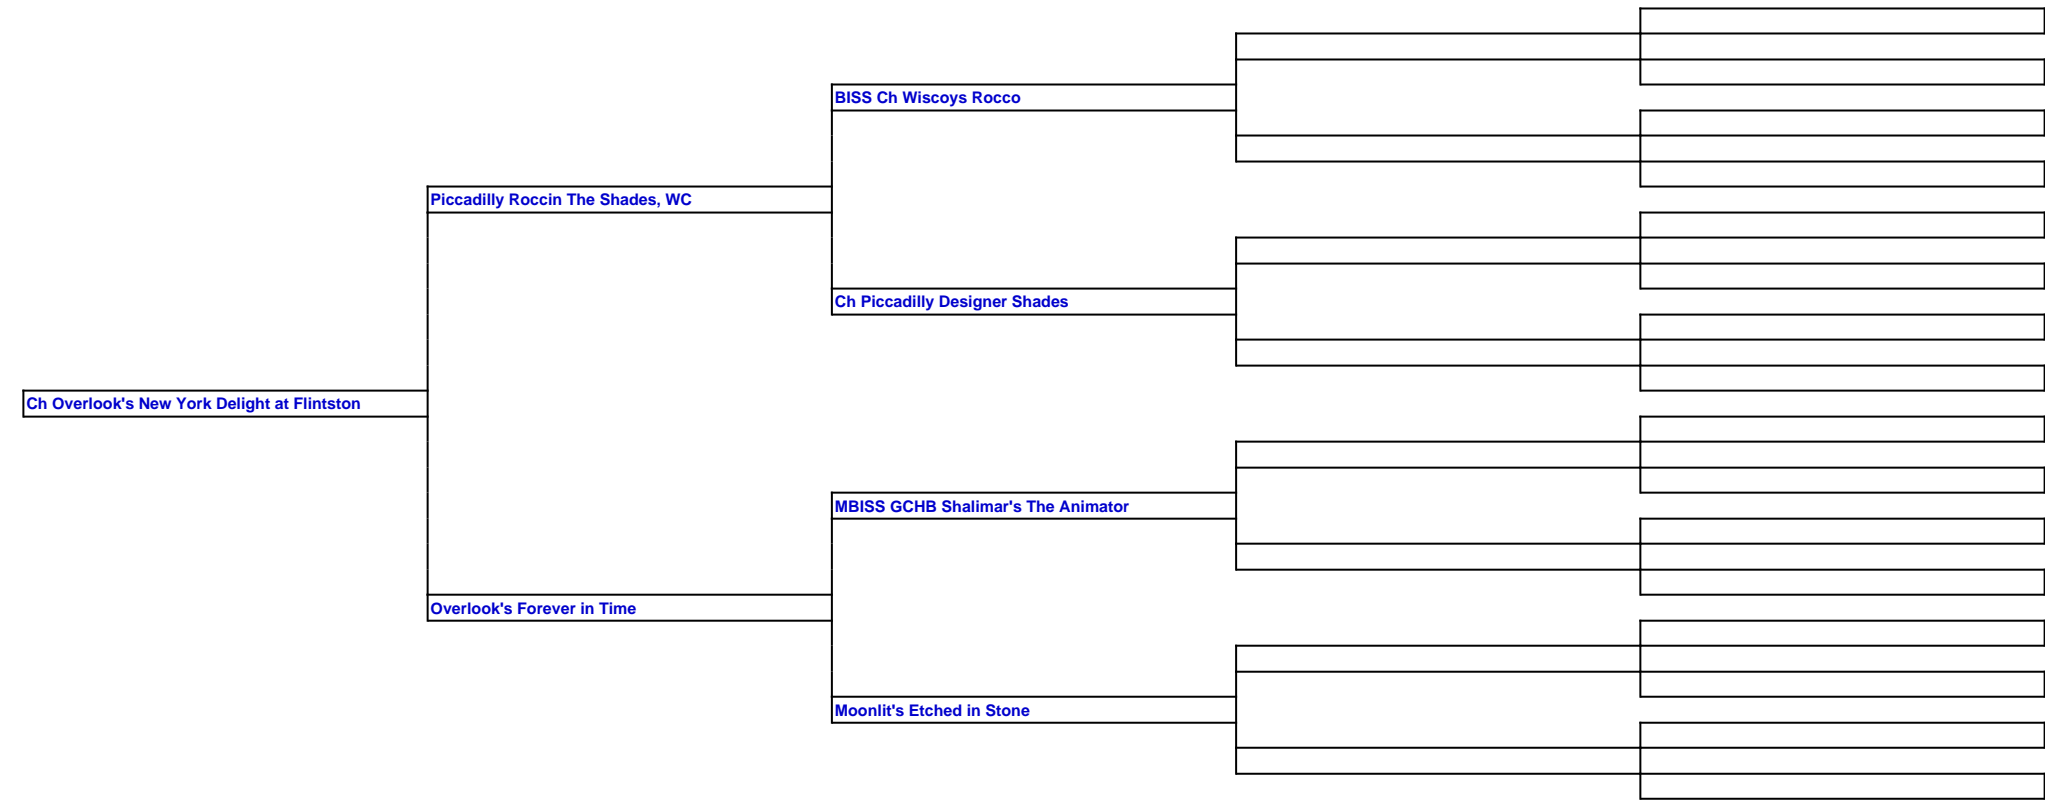 BISS Ch Wiscoys Rocco
Piccadilly Roccin The Shades, WC
Ch Piccadilly Designer Shades
Ch Overlook's New York Delight at Flintston
MBISS GCHB Shalimar's The Animator
Overlook's Forever in Time
Moonlit's Etched in Stone